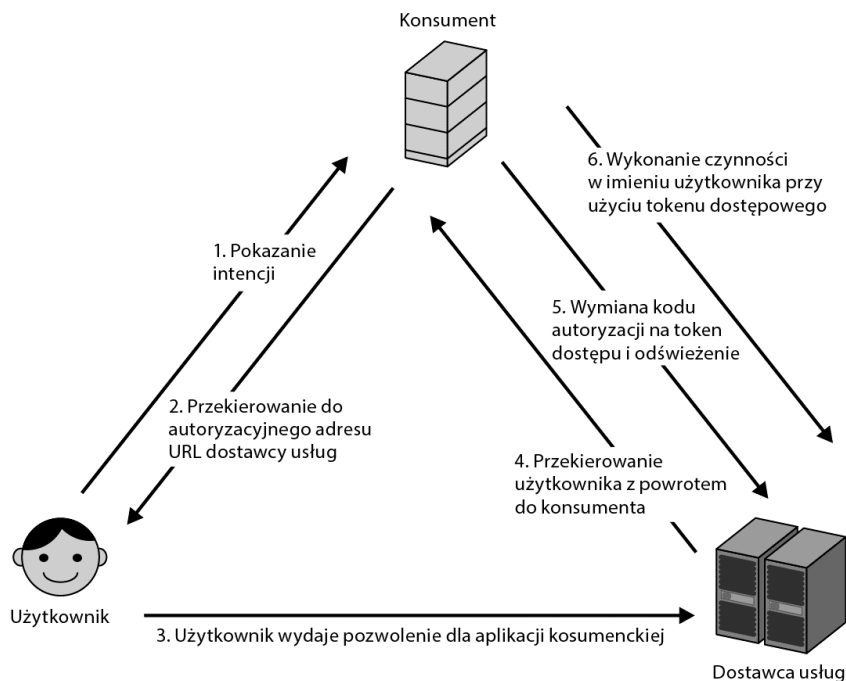 Konsument
6. Wykonanie czynności
w imieniu użytkownika przy
użyciu tokenu dostępowego
1. Pokazanie
intencji
5. Wymiana kodu
autoryzacji na token
dostępu i odświeżenie
2. Przekierowanie do
autoryzacyjnego adresu
URL dostawcy usług
4. Przekierowanie
użytkownika z powrotem
do konsumenta
Użytkownik
3. Użytkownik wydaje pozwolenie dla aplikacji kosumenckiej
Dostawca usług